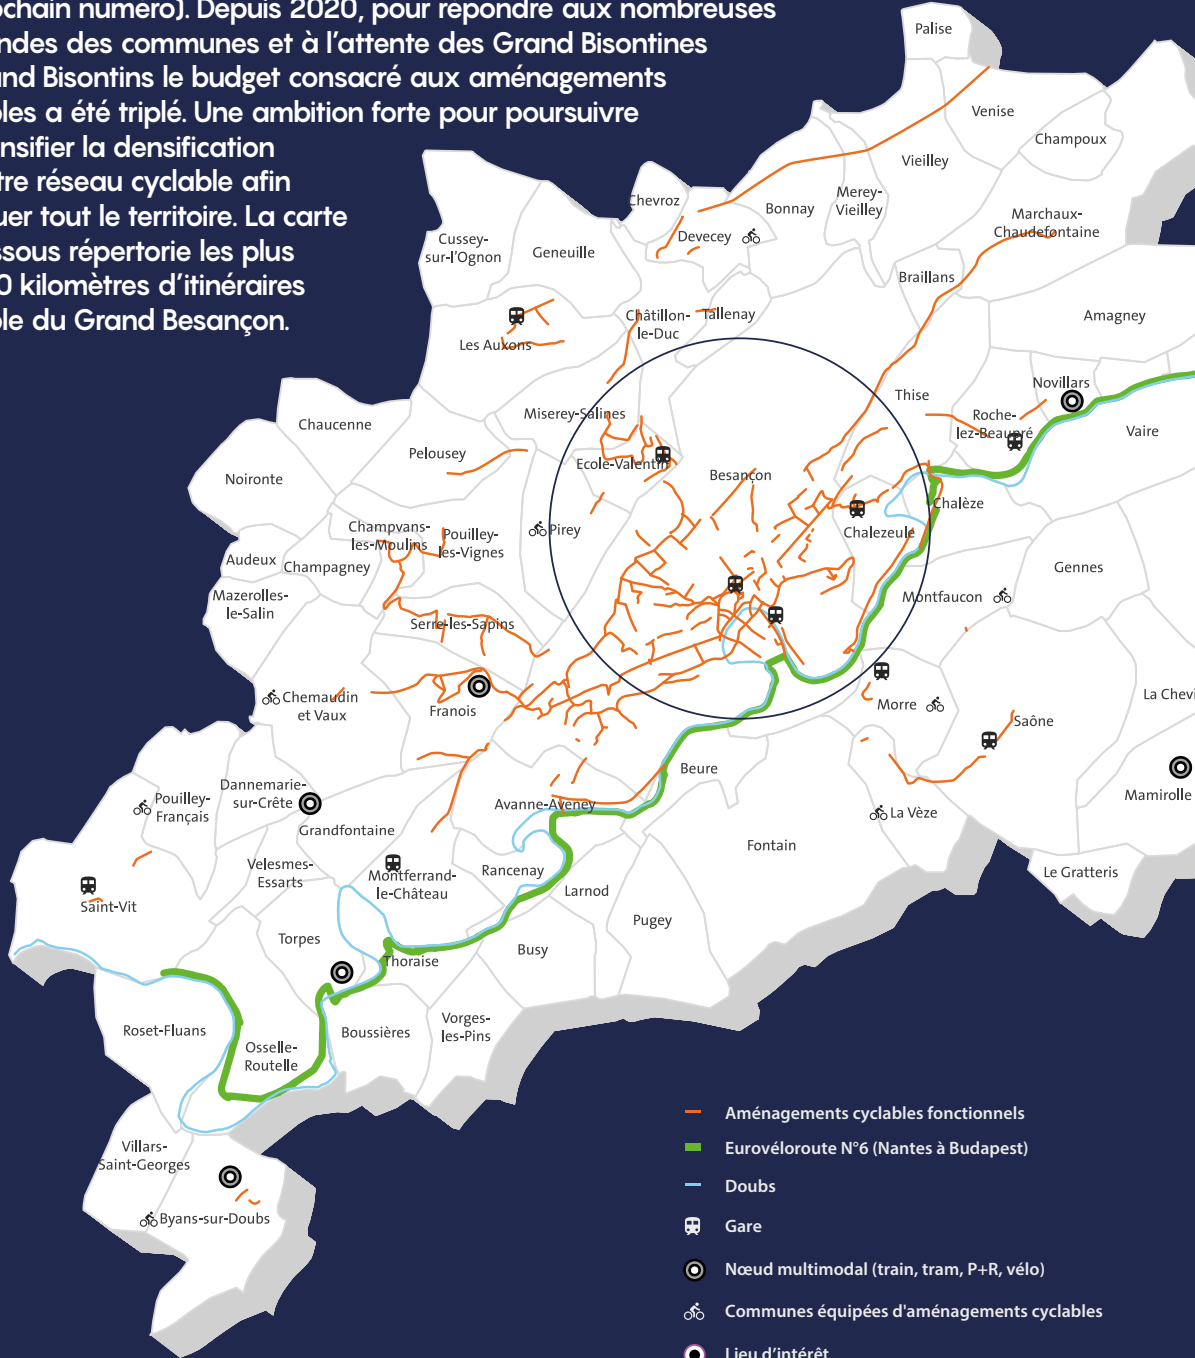 ochain numéro). Depuis 2020, pour répondre aux nombreuses
ndes des communes et à l'attente des Grand Bisontines
and Bisontins le budget consacré aux aménagements
bles a été triplé. Une ambition forte pour poursuivre
nsifier la densification
tre réseau cyclable afin
uer tout le territoire. La carte
ssous répertorie les plus
0 kilomètres d'itinéraires
ble du Grand Besançon.
Palise
Venise
Champoux
Vieilley
Merey-
Vieilley
Chevroz
Bonnay
Devecey
Marchaux-
Chaudefontaine
Cussey-
sur-l'Ognon
Geneuille
Braillans
Châtillon-
le-Duc
Tallenay
Amagney
Les Auxons
Novillars
Thise
Roche-
lez-Beaupré
Vaire
Chaucenne
Miserey-Salines
Pelousey
Ecole-Valentin
Besançon
Noironte
Chalèze
Champvans-
les-Moulins
Pouilley-
les-Vignes
Pirey
Chalezeule
Audeux
Champagney
Gennes
Mazerolles-
le-Salin
Montfaucon
Serre-les-Sapins
Chemaudin
et Vaux
Franois
Morre
La Chevi
Saône
Beure
Mamirolle
Dannemarie-
sur-Crête
Pouilley-
Français
Avanne-Aveney
La Vèze
Grandfontaine
Fontain
Velesmes-
Essarts
Montferrand-
le-Château
Rancenay
Larnod
Le Gratteris
Saint-Vit
Pugey
Torpes
Busy
Thoraise
Roset-Fluans
Boussières
Vorges-
les-Pins
Osselle-
Routelle
Villars-
Saint-Georges
Byans-sur-Doubs
Aménagements cyclables fonctionnels
Eurovéloroute N°6 (Nantes à Budapest)
Doubs
Gare
Nœud multimodal (train, tram, P+R, vélo)
Communes équipées d'aménagements cyclables
Lieu d'intérêt